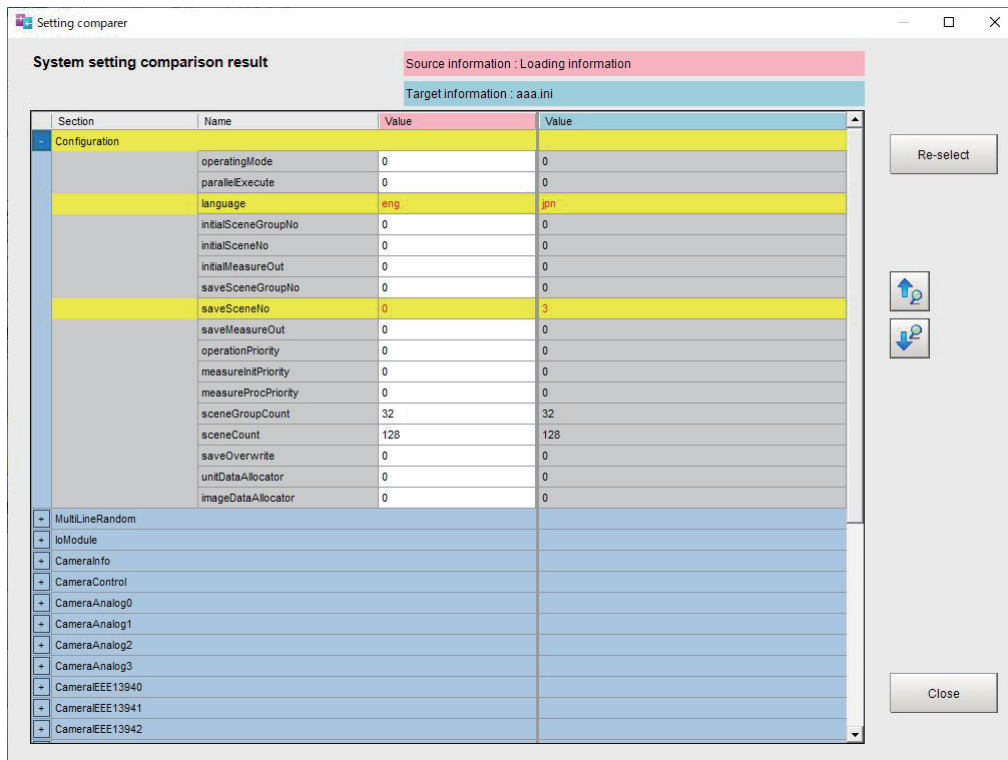 Setting comparer
System setting comparison result
Source information : Loading information
Target information : aaa.ini
Section Name Value Value
- Configuration
operatingMode 0 0
parallelExecute 0 0
language eng jpn
initialSceneGroupNo 0 0
initialSceneNo 0 0
initialMeasureOut 0 0
saveSceneGroupNo 0 0
saveSceneNo 0 3
saveMeasureOut 0 0
operationPriority 0 0
measureInitPriority 0 0
measureProcPriority 0 0
sceneGroupCount 32 32
sceneCount 128 128
saveOverwrite 0 0
unitDataAllocator 0 0
imageDataAllocator 0 0
+ MultiLineRandom
+ IoModule
+ CameraInfo
+ CameraControl
+ CameraAnalog0
+ CameraAnalog1
+ CameraAnalog2
+ CameraAnalog3
+ CameraIEEE13940
+ CameraIEEE13941
+ CameraIEEE13942
Re-select
Close